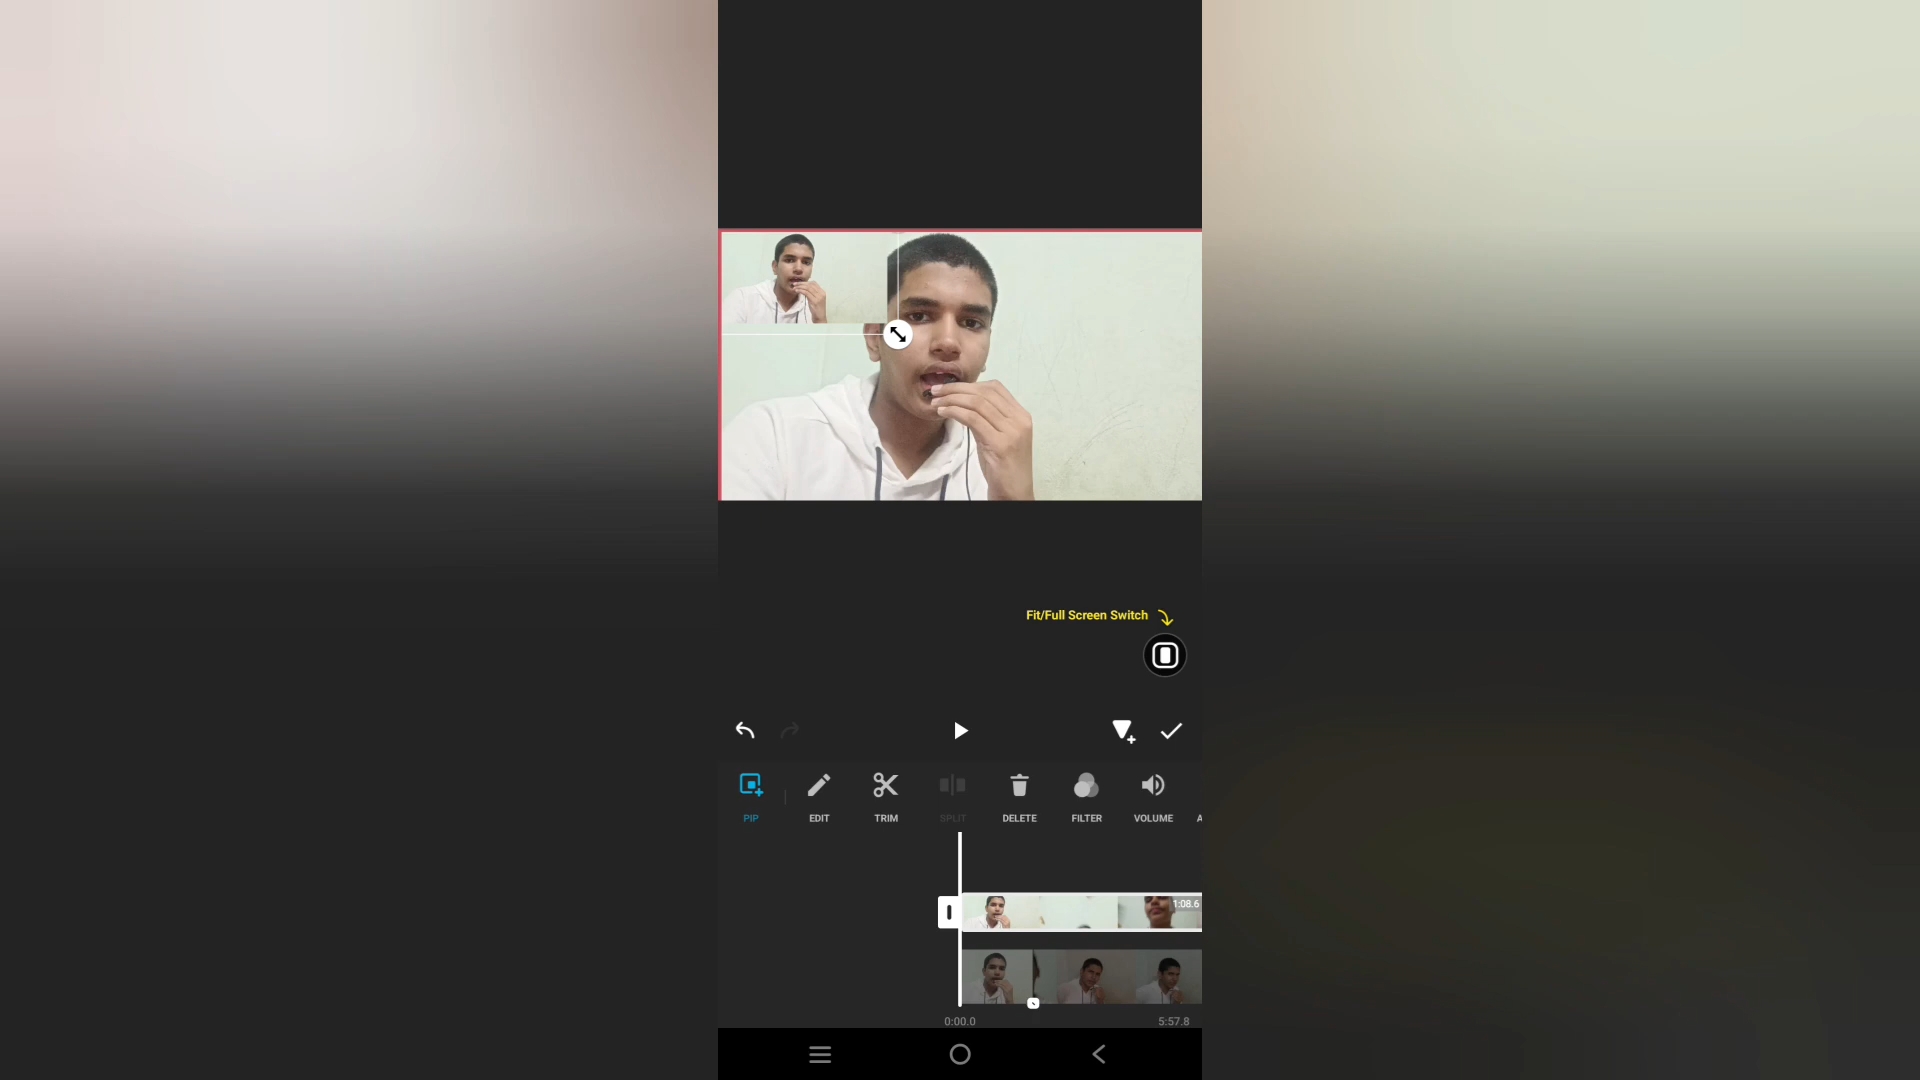 Fit/Full Screen Switch
PIP EDIT TRIM SPLIT DELETE FILTER VOLUME A
1:08.6
0:00.0 5:57.8